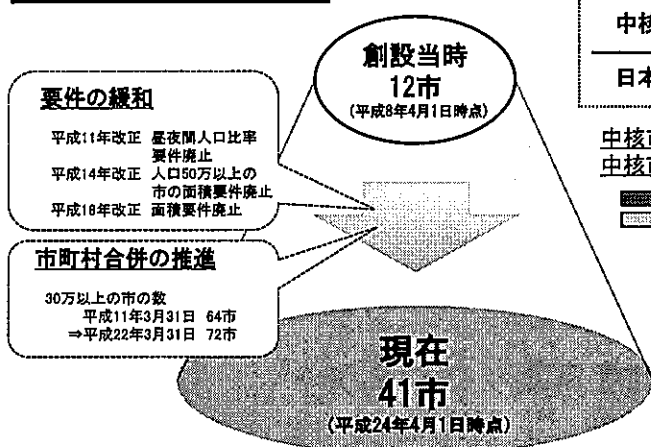 創設当時
12市
(平成8年4月1日時点)
要件の緩和
平成11年改正 昼夜間人口比率
要件廃止
平成14年改正 人口50万以上の
市の面積要件廃止
平成18年改正 面積要件廃止
市町村合併の推進
30万以上の市の数
平成11年3月31日 64市
⇒平成22年3月31日 72市
現在
41市
(平成24年4月1日時点)
中核
日本
中核市
中核市